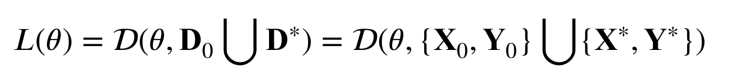 L(θ) = 𝒟(θ, D₀ ⋃ D*) = 𝒟(θ, {X₀, Y₀} ⋃ {X*, Y*})